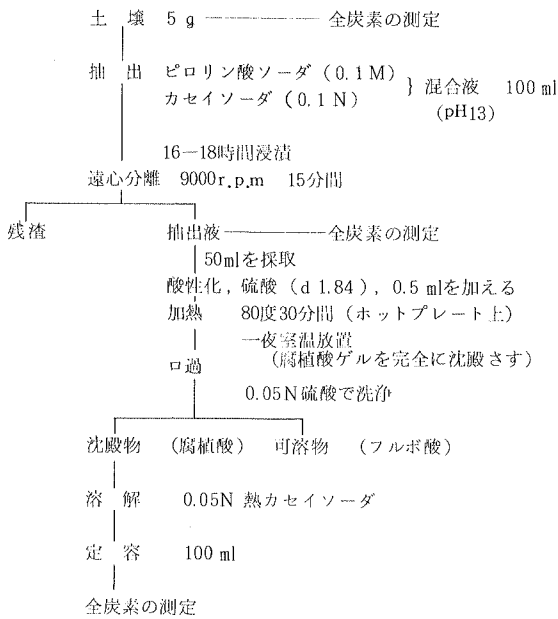 土 壌 5 g 全炭素の測定
抽 出 ピロリン酸ソーダ (0.1M)
カセイソーダ (0.1N)
} 混合液 100 ml
(pH13)
16-18時間浸漬
遠心分離 9000r.p.m 15分間
残渣 抽出液 全炭素の測定
50mlを採取
酸性化, 硫酸 (d 1.84), 0.5 mlを加える
加熱 80度30分間 (ホットプレート上)
一夜室温放置
(腐植酸ゲルを完全に沈殿さす)
ロ過
0.05N硫酸で洗浄
沈殿物 (腐植酸) 可溶物 (フルボ酸)
溶 解 0.05N 熱カセイソーダ
定 容 100 ml
全炭素の測定